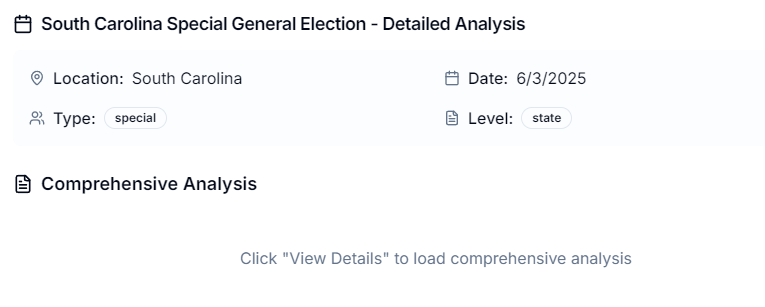 South Carolina Special General Election - Detailed Analysis
Location: South Carolina
Date: 6/3/2025
Type: special
Level: state
Comprehensive Analysis
Click "View Details" to load comprehensive analysis